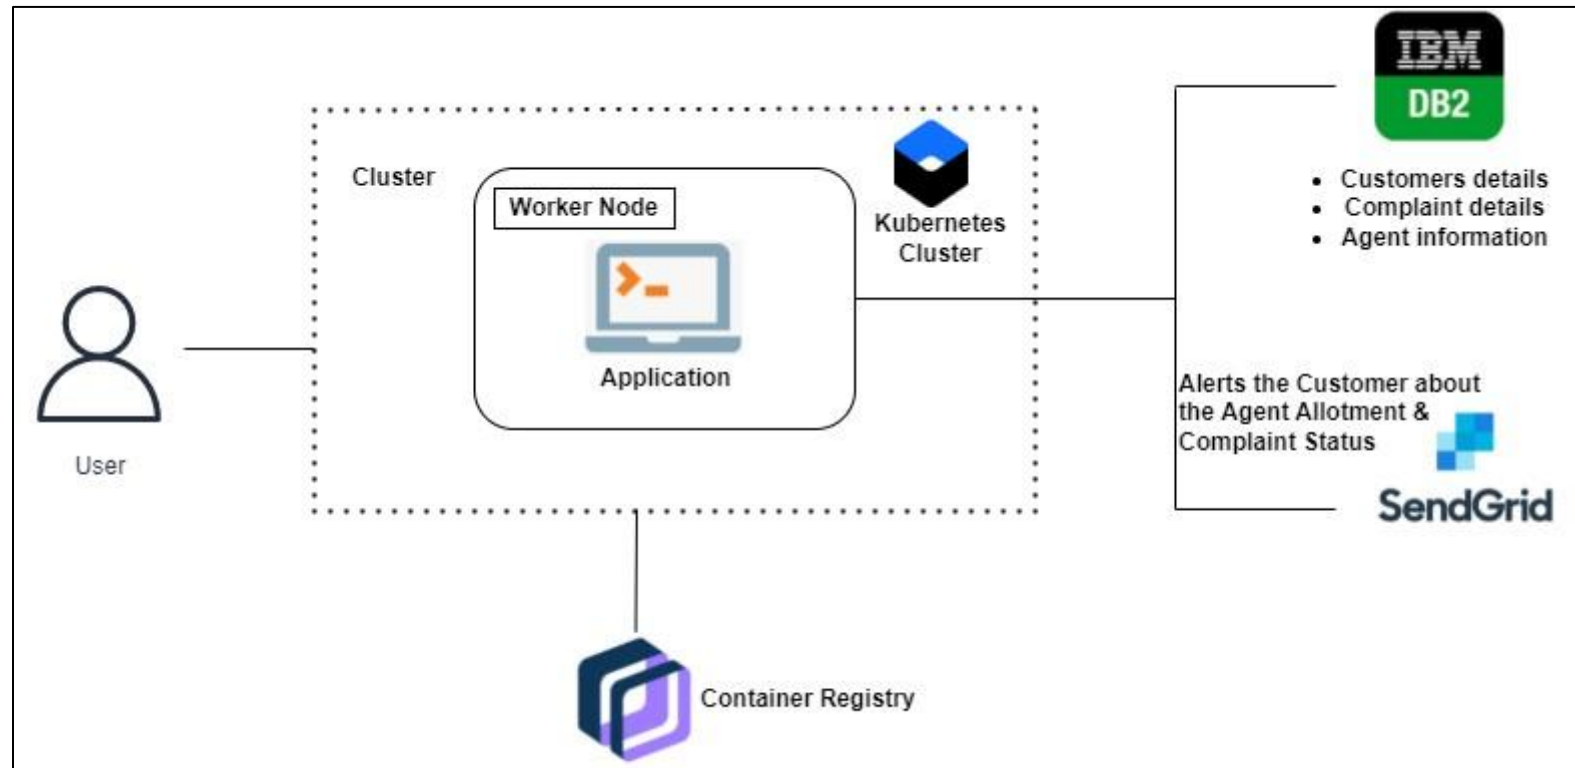 IBM
DB2
• Customers details
• Complaint details
• Agent information
Cluster
Worker Node
Application
Kubernetes
Cluster
User
Alerts the Customer about
the Agent Allotment &
Complaint Status
SendGrid
Container Registry